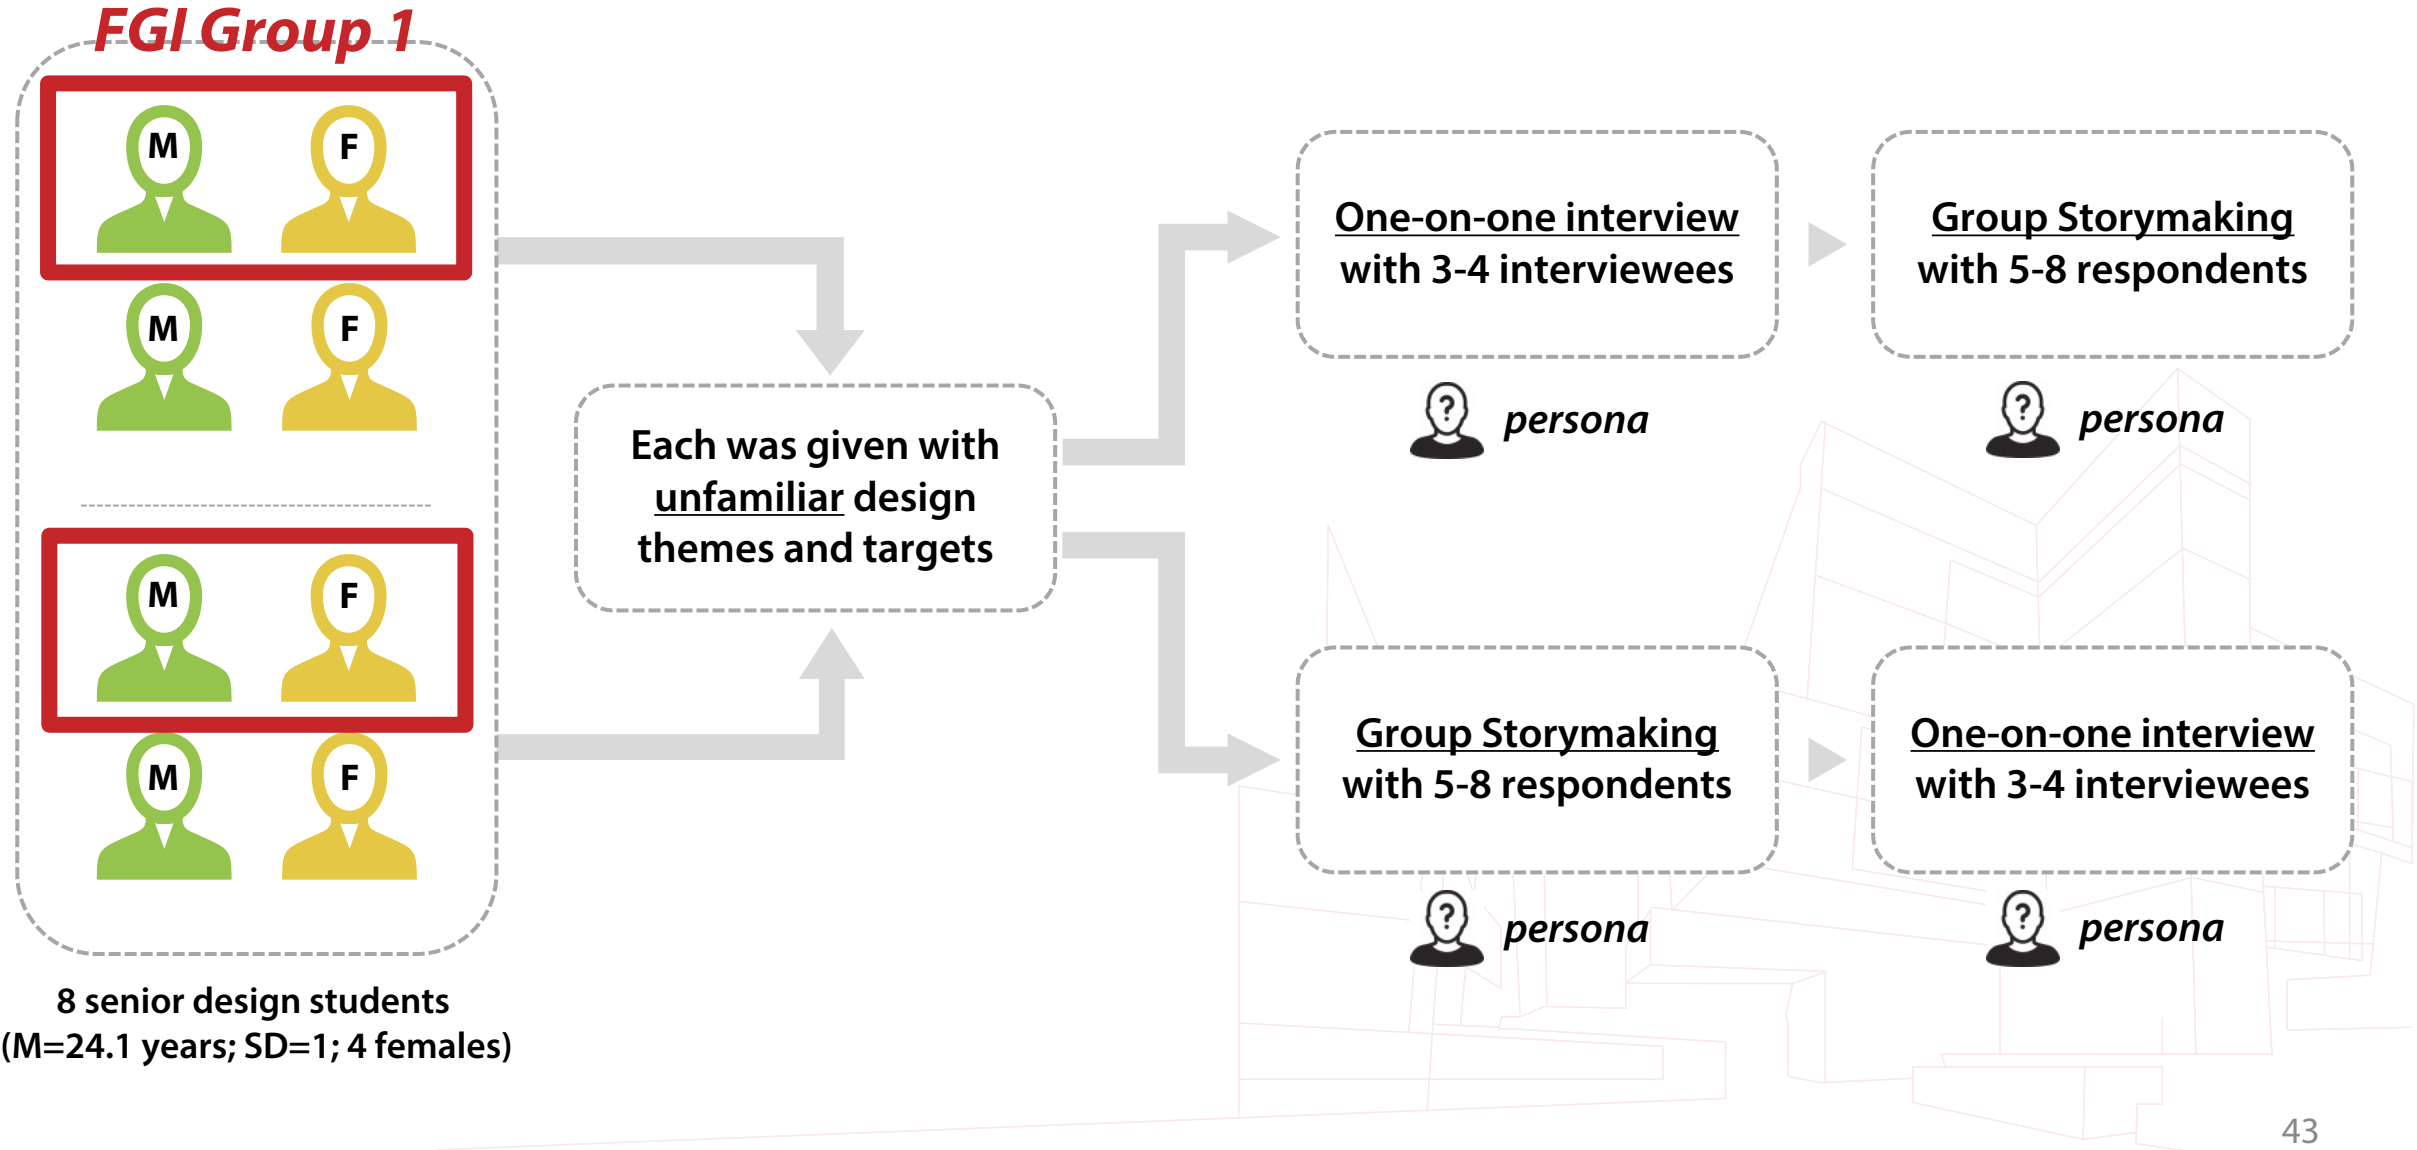 FGI Group 1
M
F
M
F
M
F
M
F
8 senior design students
(M=24.1 years; SD=1; 4 females)
Each was given with
unfamiliar design
themes and targets
One-on-one interview
with 3-4 interviewees
? persona
Group Storymaking
with 5-8 respondents
? persona
Group Storymaking
with 5-8 respondents
? persona
One-on-one interview
with 3-4 interviewees
? persona
43